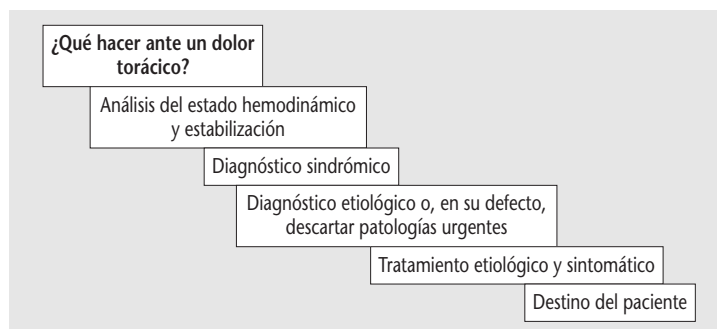 ¿Qué hacer ante un dolor
torácico?
Análisis del estado hemodinámico
y estabilización
Diagnóstico sindrómico
Diagnóstico etiológico o, en su defecto,
descartar patologías urgentes
Tratamiento etiológico y sintomático
Destino del paciente